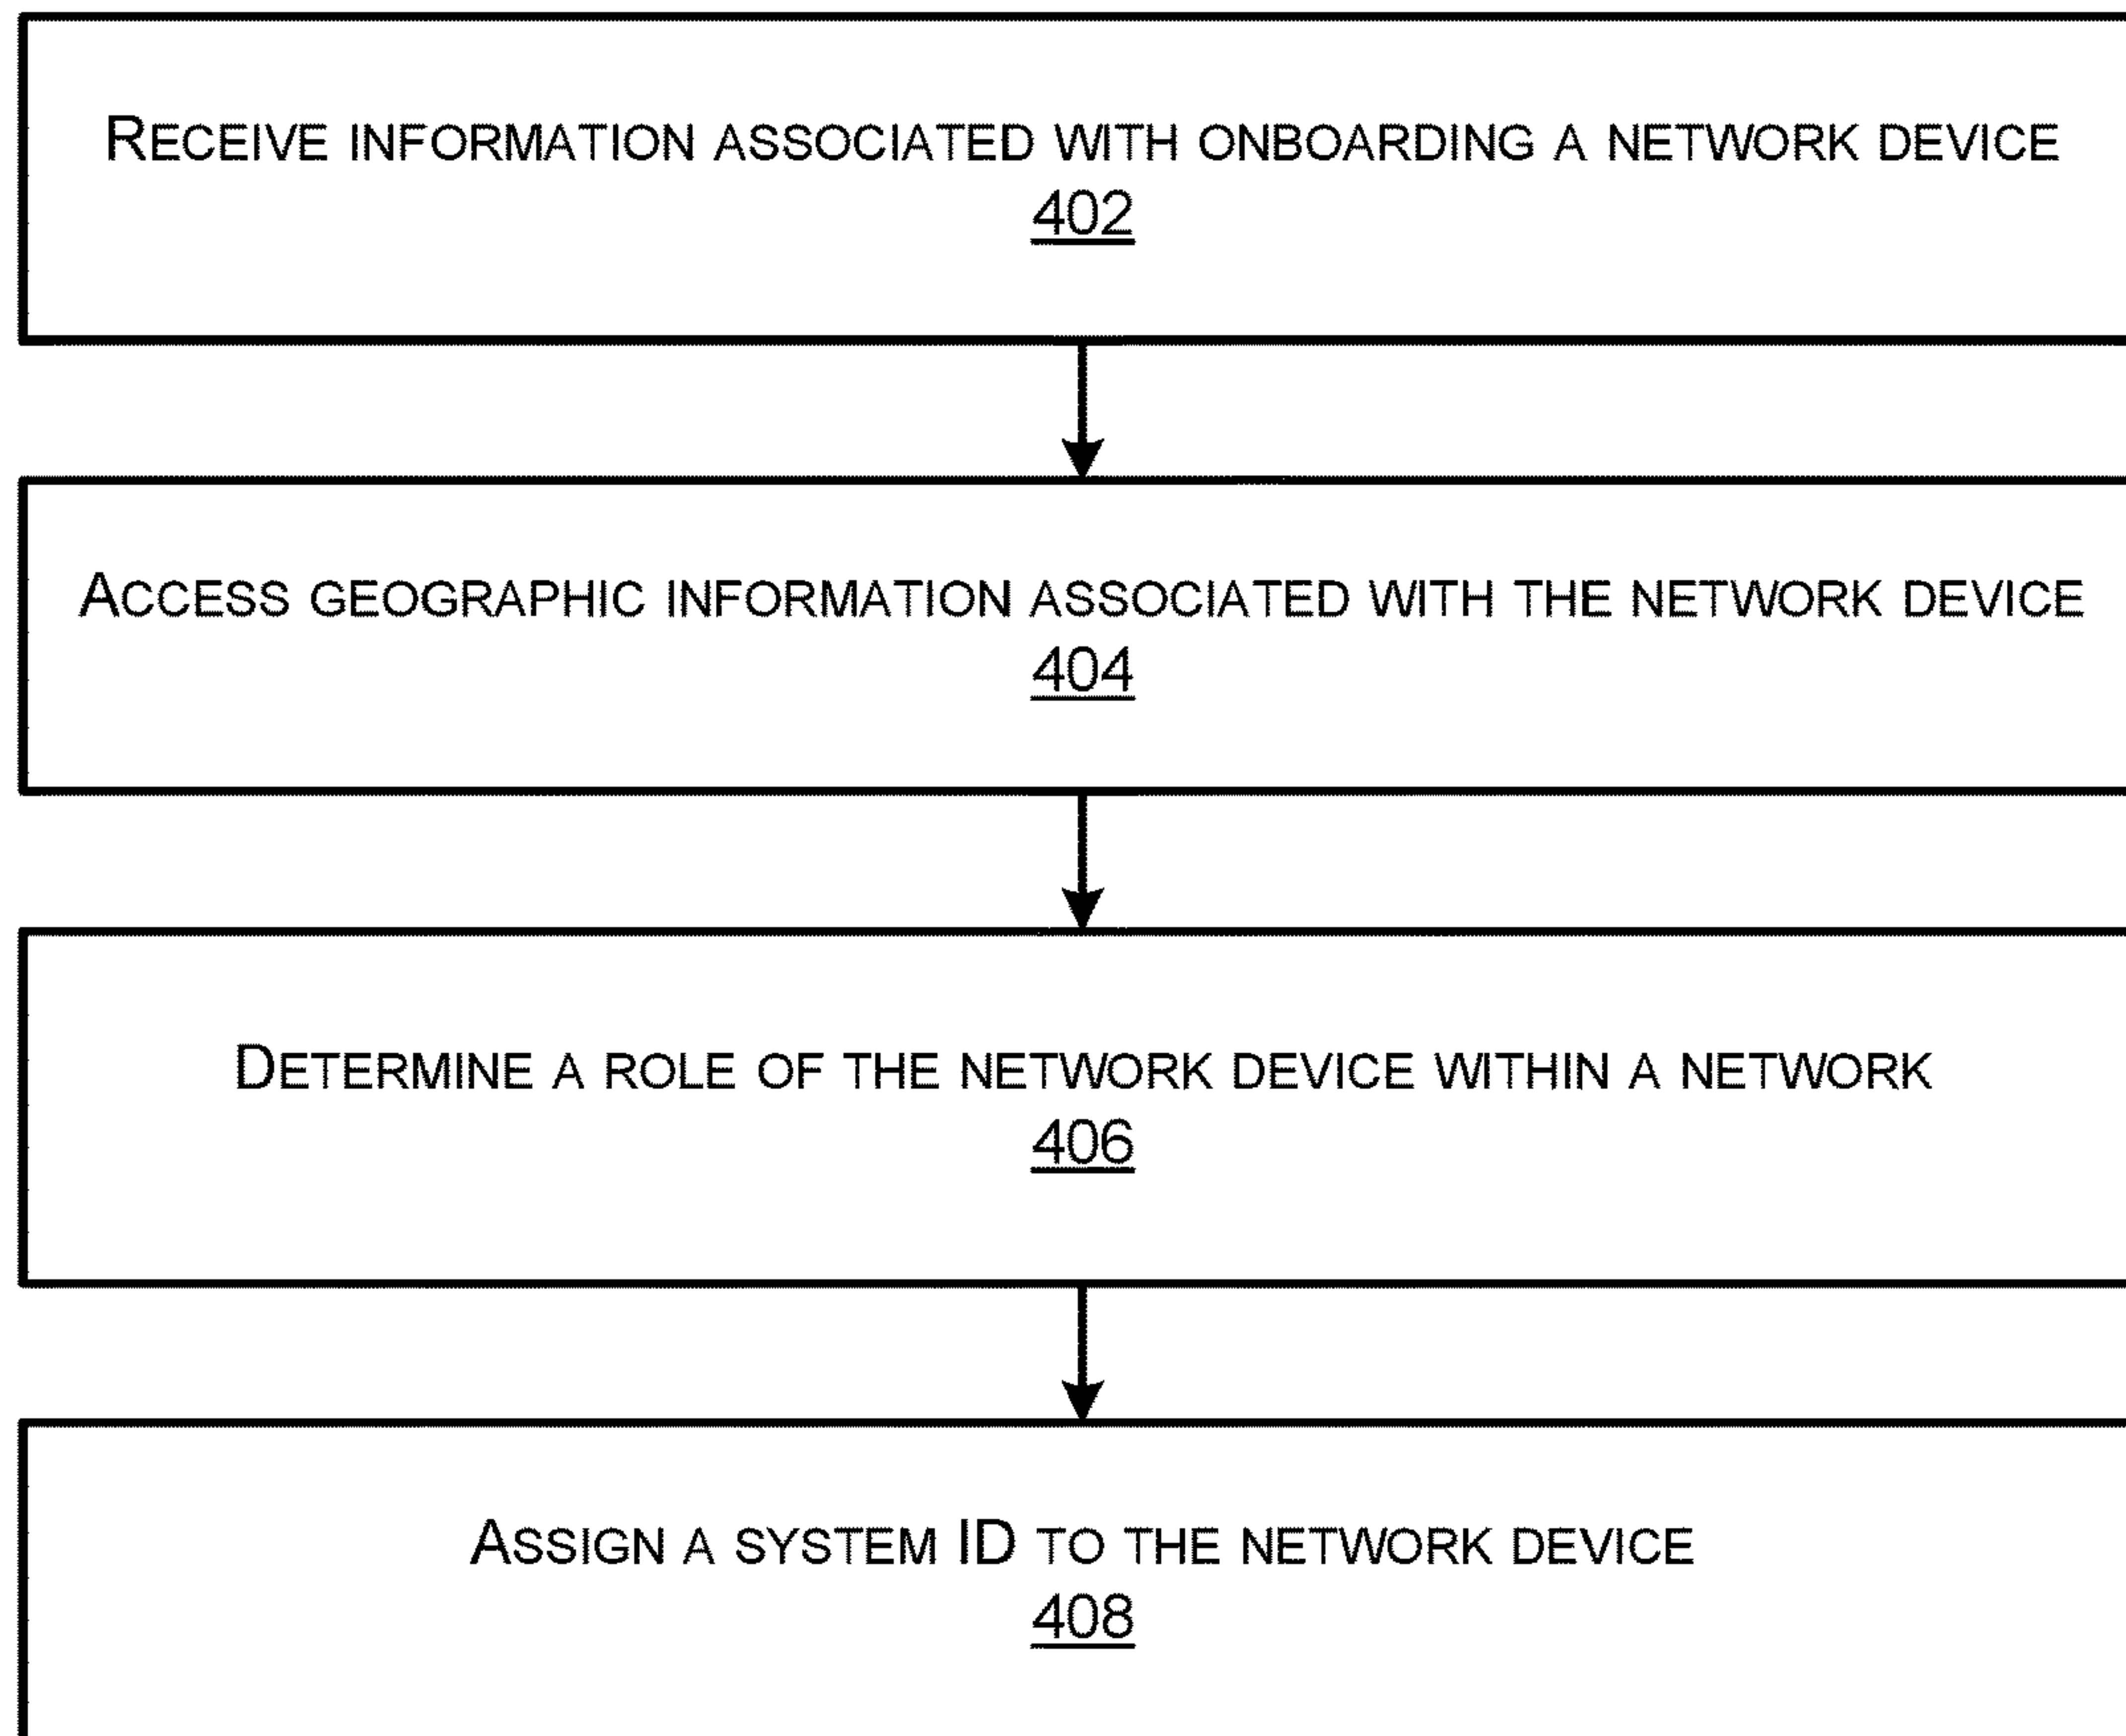 RECEIVE INFORMATION ASSOCIATED WITH ONBOARDING A NETWORK DEVICE
402
ACCESS GEOGRAPHIC INFORMATION ASSOCIATED WITH THE NETWORK DEVICE
404
DETERMINE A ROLE OF THE NETWORK DEVICE WITHIN A NETWORK
406
ASSIGN A SYSTEM ID TO THE NETWORK DEVICE
408